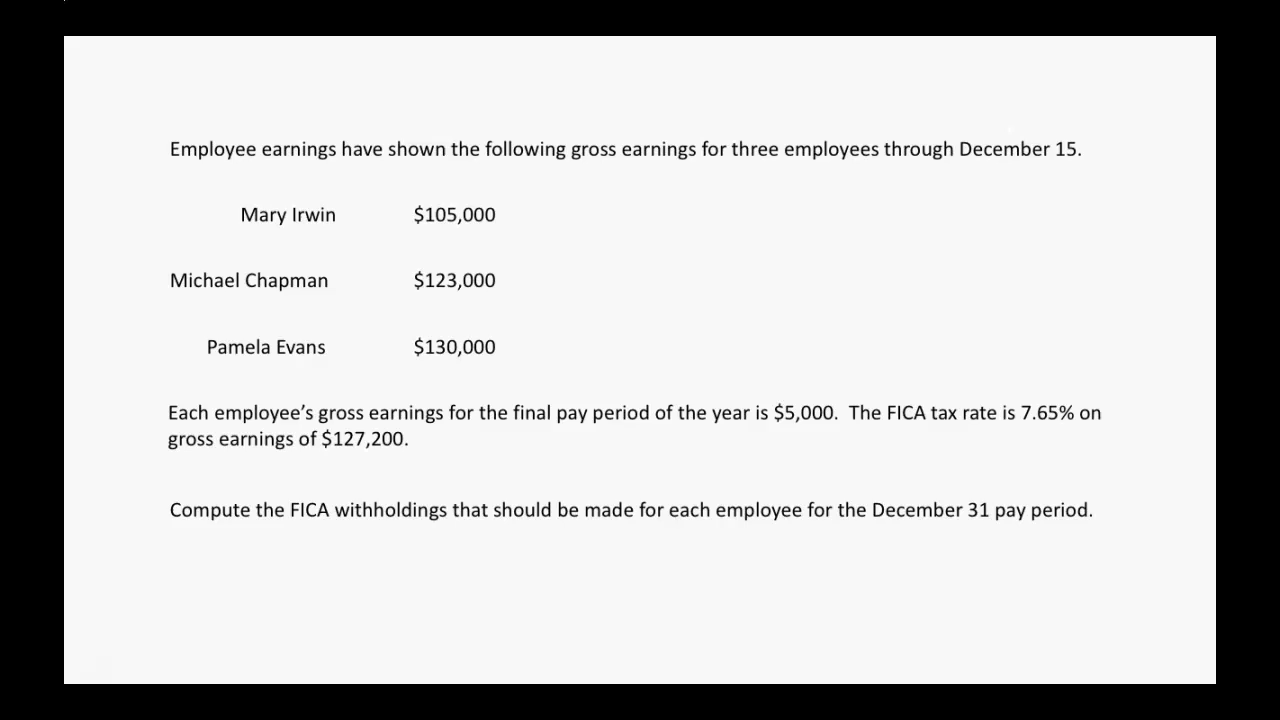 Employee earnings have shown the following gross earnings for three employees through December 15.
Mary Irwin $105,000
Michael Chapman $123,000
Pamela Evans $130,000
Each employee’s gross earnings for the final pay period of the year is $5,000.  The FICA tax rate is 7.65% on
gross earnings of $127,200.
Compute the FICA withholdings that should be made for each employee for the December 31 pay period.